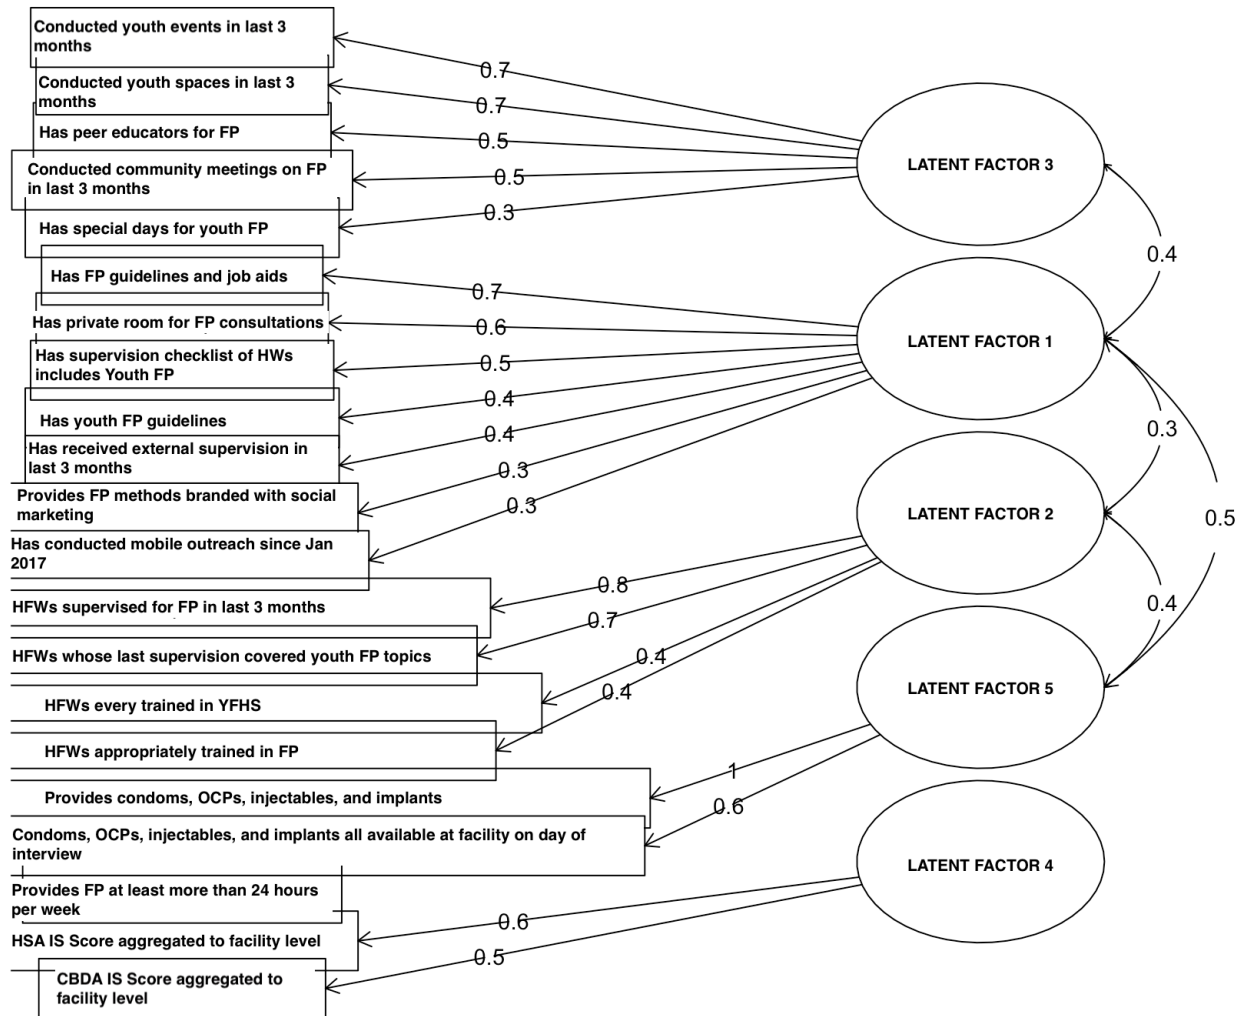 Conducted youth events in last 3
months
0.7
Conducted youth spaces in last 3
months
0.7
Has peer educators for FP
0.5
Conducted community meetings on FP
in last 3 months
0.5
Has special days for youth FP
0.3
LATENT FACTOR 3
0.4
Has FP guidelines and job aids
0.7
Has private room for FP consultations
0.6
Has supervision checklist of HWs
includes Youth FP
0.5
Has youth FP guidelines
0.4
Has received external supervision in
last 3 months
0.4
Provides FP methods branded with social
marketing
0.3
Has conducted mobile outreach since Jan
2017
0.3
LATENT FACTOR 1
0.3
0.5
HFWs supervised for FP in last 3 months
0.8
HFWs whose last supervision covered youth FP topics
0.7
HFWs every trained in YFHS
0.4
HFWs appropriately trained in FP
0.4
LATENT FACTOR 2
0.4
Provides condoms, OCPs, injectables, and implants
1
Condoms, OCPs, injectables, and implants all available at facility on day of
interview
0.6
LATENT FACTOR 5
Provides FP at least more than 24 hours
per week
HSA IS Score aggregated to facility level
0.6
CBDA IS Score aggregated to
facility level
0.5
LATENT FACTOR 4